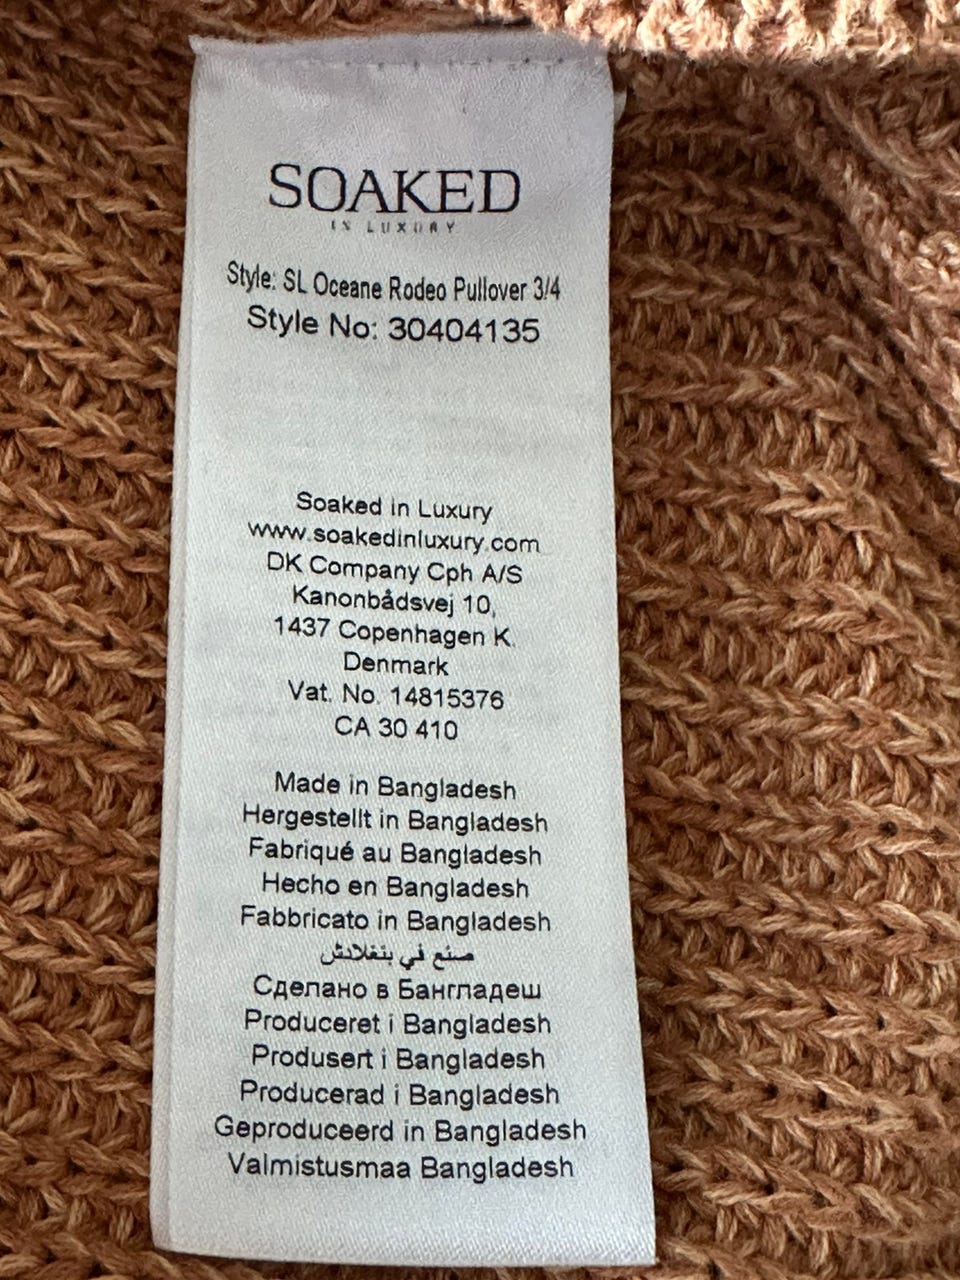 SOAKED
IN LUXURY
Style: SL Oceane Rodeo Pullover 3/4
Style No: 30404135
Soaked in Luxury
www.soakedinluxury.com
DK Company Cph A/S
Kanonbådsvej 10,
1437 Copenhagen K.
Denmark
Vat. No. 14815376
CA 30 410
Made in Bangladesh
Hergestellt in Bangladesh
Fabriqué au Bangladesh
Hecho en Bangladesh
Fabbricato in Bangladesh
صنع في بنغلادش
Сделано в Бангладеш
Produceret i Bangladesh
Produsert i Bangladesh
Producerad i Bangladesh
Geproduceerd in Bangladesh
Valmistusmaa Bangladesh